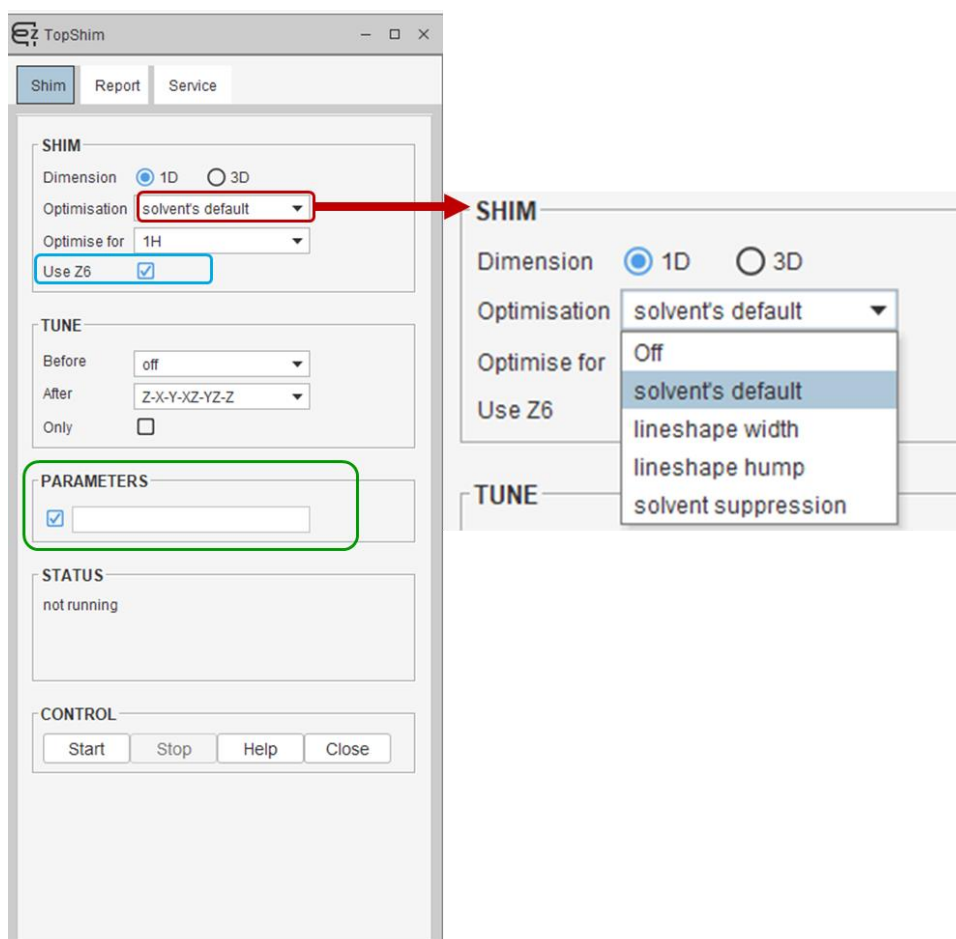 ez TopShim
Shim Report Service
SHIM
Dimension 1D 3D
Optimisation solvent's default
Optimise for 1H
Use Z6
TUNE
Before off
After Z-X-Y-XZ-YZ-Z
Only
PARAMETERS
STATUS
not running
CONTROL
Start Stop Help Close
SHIM
Dimension 1D 3D
Optimisation solvent's default
Optimise for
Use Z6
Off
solvent's default
lineshape width
lineshape hump
solvent suppression
TUNE